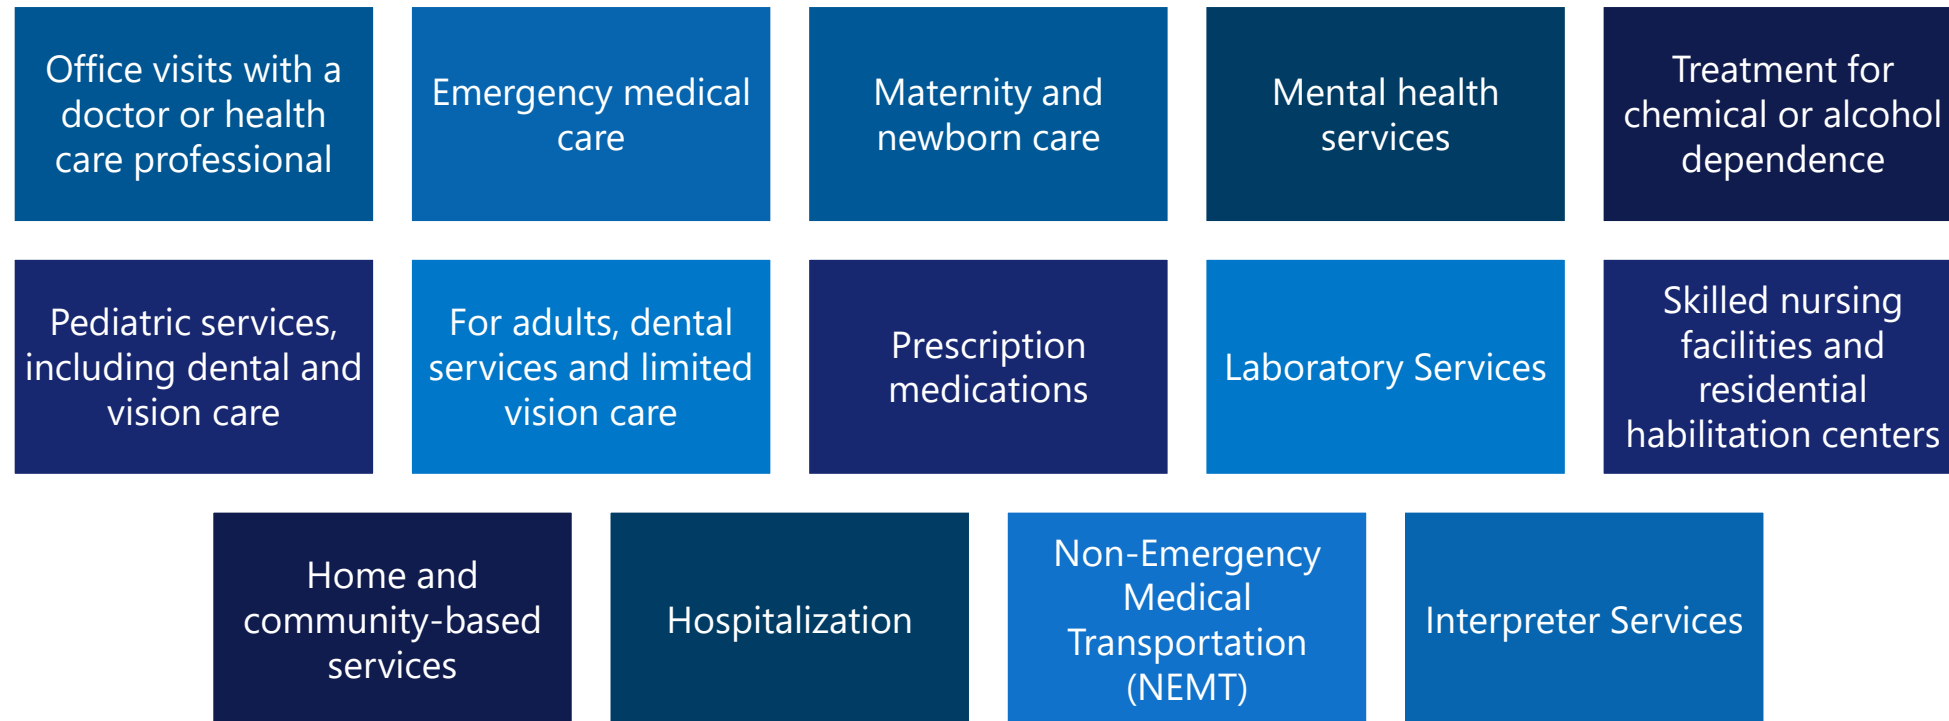 Office visits with a
doctor or health
care professional
Emergency medical
care
Maternity and
newborn care
Mental health
services
Treatment for
chemical or alcohol
dependence
Pediatric services,
including dental and
vision care
For adults, dental
services and limited
vision care
Prescription
medications
Laboratory Services
Skilled nursing
facilities and
residential
habilitation centers
Home and
community-based
services
Hospitalization
Non-Emergency
Medical
Transportation
(NEMT)
Interpreter Services